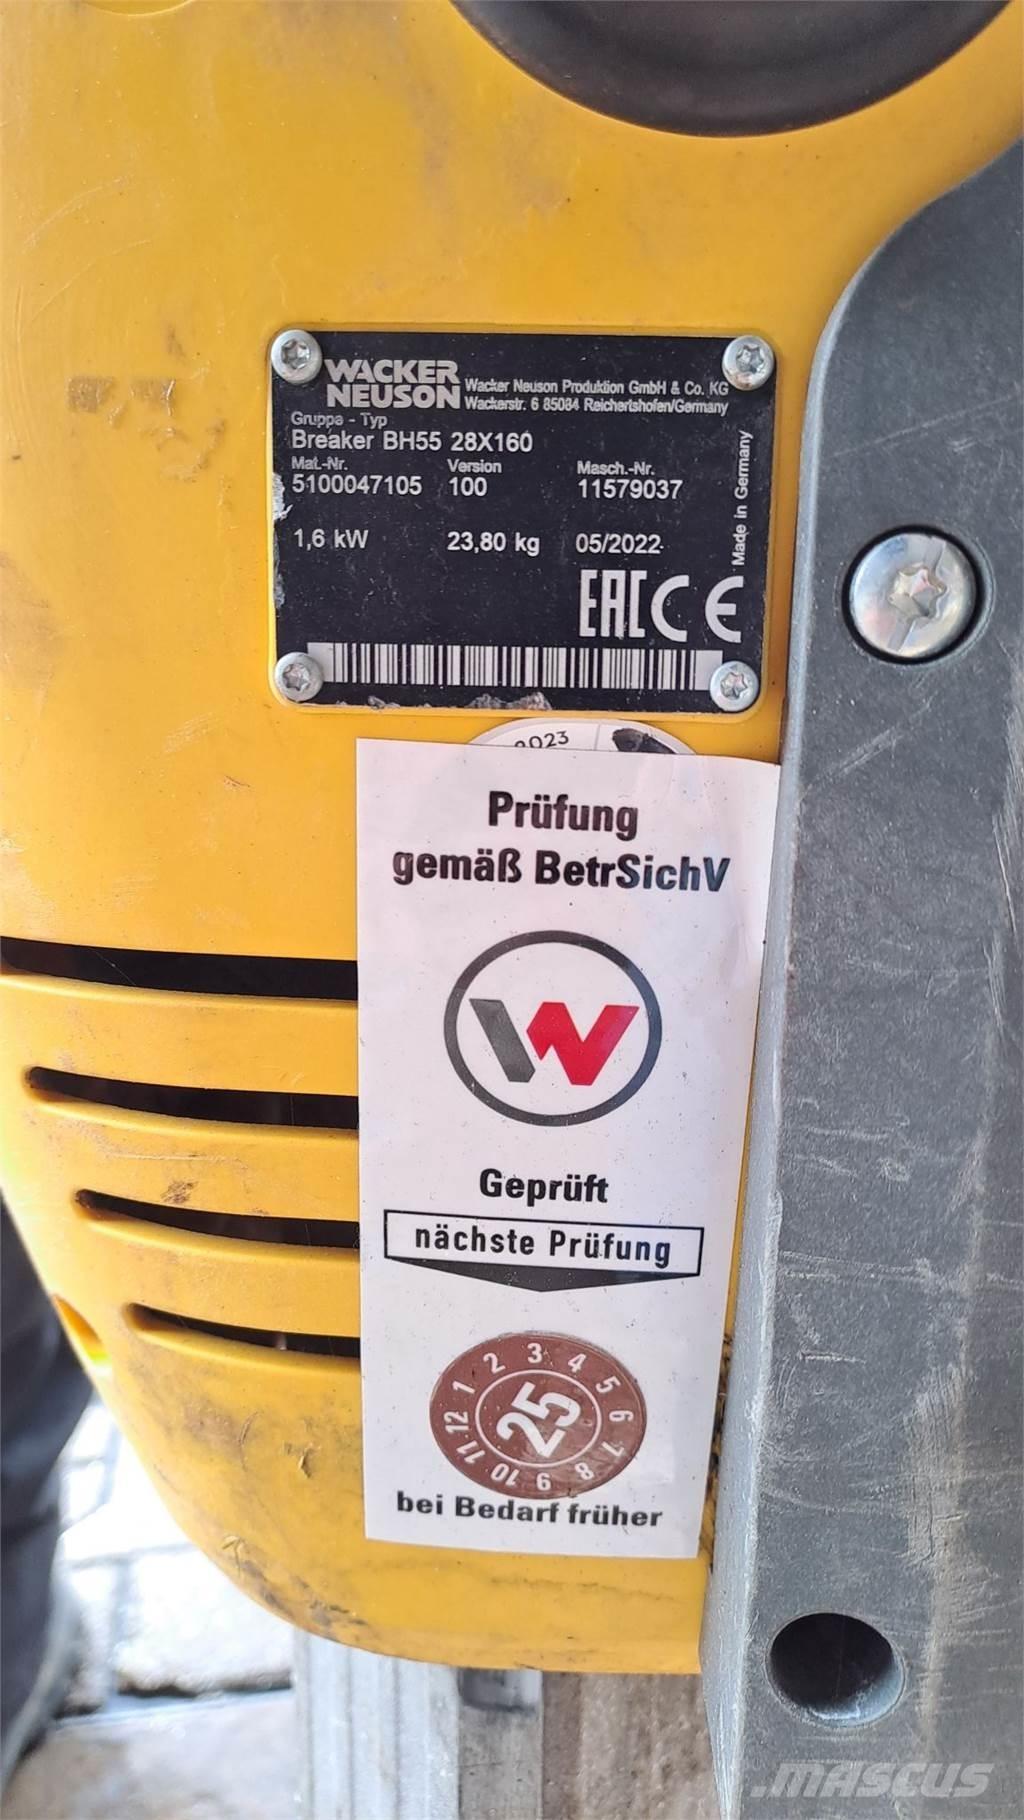 WACKER
NEUSON
Wacker Neuson Produktion GmbH & Co. KG
Wackerstr. 6 85084 Reichertshofen/Germany
Gruppe - Typ
Breaker BH55 28X160
Mat.-Nr. Version Masch.-Nr.
5100047105 100 11579037
1,6 kW 23,80 kg 05/2022
Made in Germany
EAC CE
2023
Prüfung
gemäß BetrSichV
W
Geprüft
nächste Prüfung
1 2 3 4 5 6 7 8 9 10 11 12
25
bei Bedarf früher
MASCUS